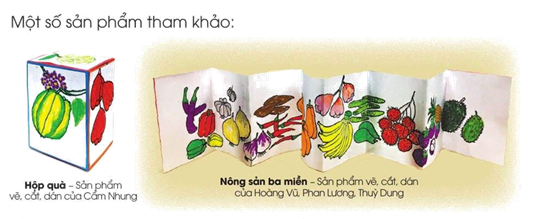 Một số sản phẩm tham khảo:
Hộp quà – Sản phẩm
vẽ, cắt, dán của Cẩm Nhung
Nông sản ba miền – Sản phẩm vẽ, cắt, dán
của Hoàng Vũ, Phan Lương, Thuỳ Dung